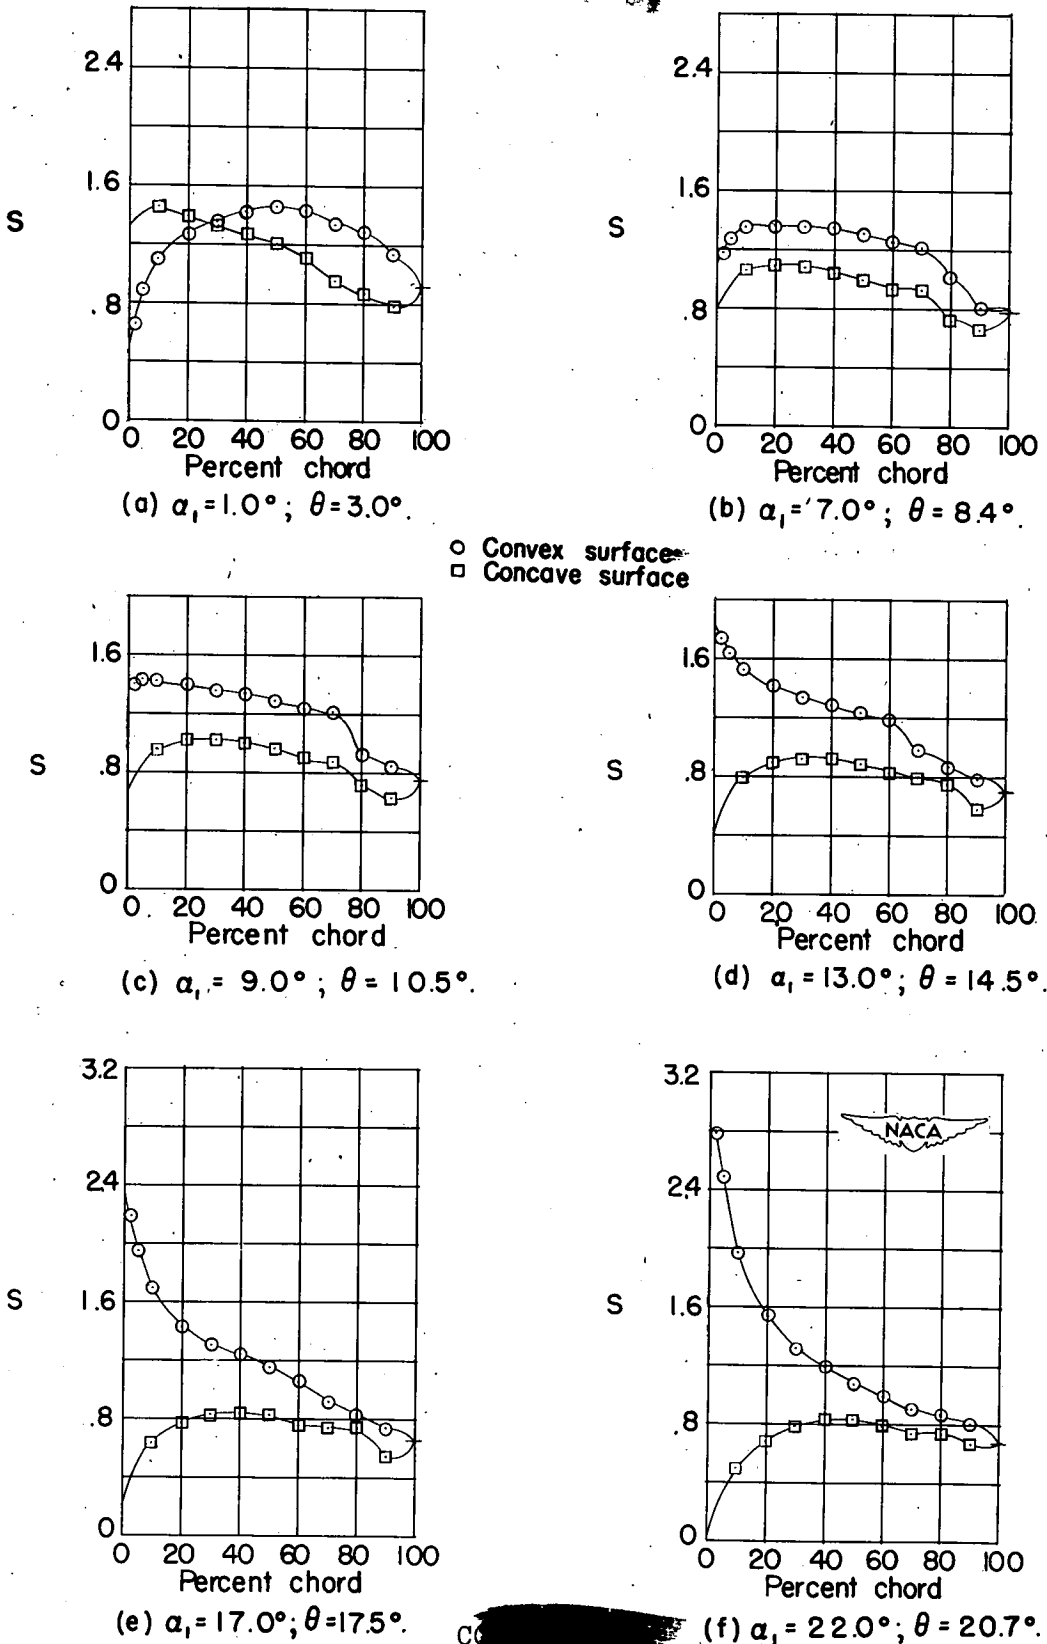 2.4
1.6
S
.8
0
0 20 40 60 80 100
Percent chord
(a) α₁ = 1.0°; θ = 3.0°.
2.4
1.6
S
.8
0
0 20 40 60 80 100
Percent chord
(b) α₁ = 7.0°; θ = 8.4°.
Convex surface
Concave surface
1.6
S
.8
0
0 20 40 60 80 100
Percent chord
(c) α₁ = 9.0°; θ = 10.5°.
1.6
S
.8
0
0 20 40 60 80 100
Percent chord
(d) α₁ = 13.0°; θ = 14.5°.
3.2
24
S
1.6
.8
0
0 20 40 60 80 100
Percent chord
(e) α₁ = 17.0°; θ = 17.5°.
3.2
NACA
2.4
S
1.6
.8
0
0 20 40 60 80 100
Percent chord
(f) α₁ = 22.0°; θ = 20.7°.